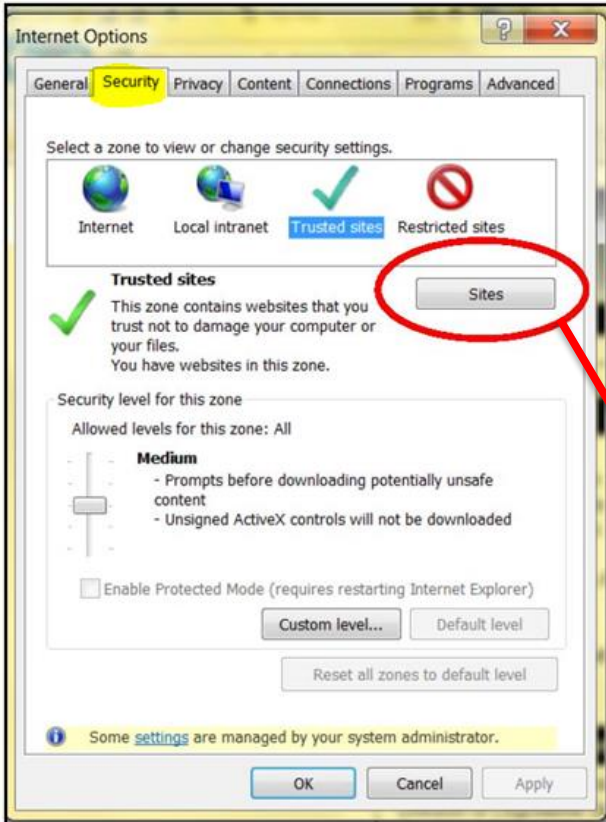 Internet Options
General Security Privacy Content Connections Programs Advanced
Select a zone to view or change security settings.
Internet Local intranet Trusted sites Restricted sites
Trusted sites
Sites
This zone contains websites that you
trust not to damage your computer or
your files.
You have websites in this zone.
Security level for this zone
Allowed levels for this zone: All
Medium
- Prompts before downloading potentially unsafe
content
- Unsigned ActiveX controls will not be downloaded
Enable Protected Mode (requires restarting Internet Explorer)
Custom level... Default level
Reset all zones to default level
Some settings are managed by your system administrator.
OK Cancel Apply